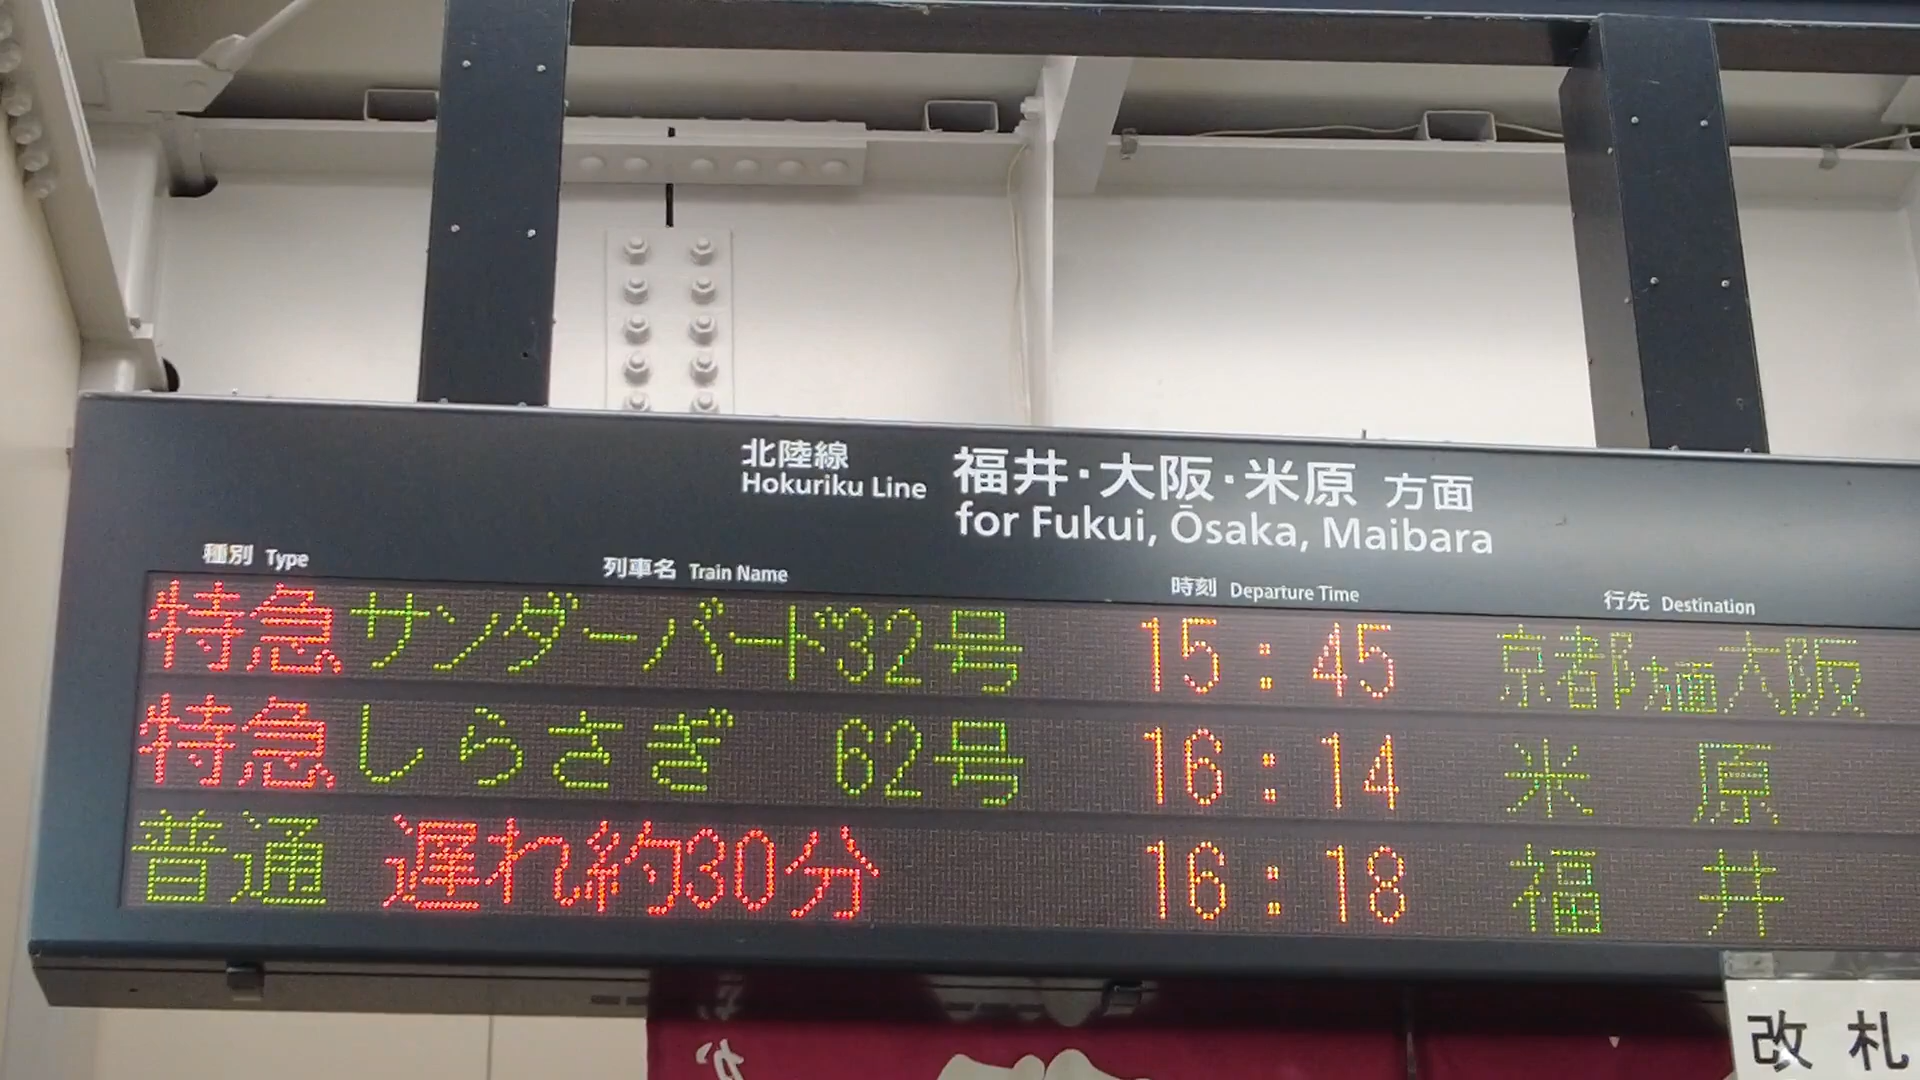 北陸線 福井・大阪・米原 方面
Hokuriku Line for Fukui, Ōsaka, Maibara
種別 Type 列車名 Train Name 時刻 Departure Time 行先 Destination
特急 サンダーバード32号 15:45 京都方面大阪
特急 しらさぎ 62号 16:14 米原
普通 遅れ約30分 16:18 福井
か
改札